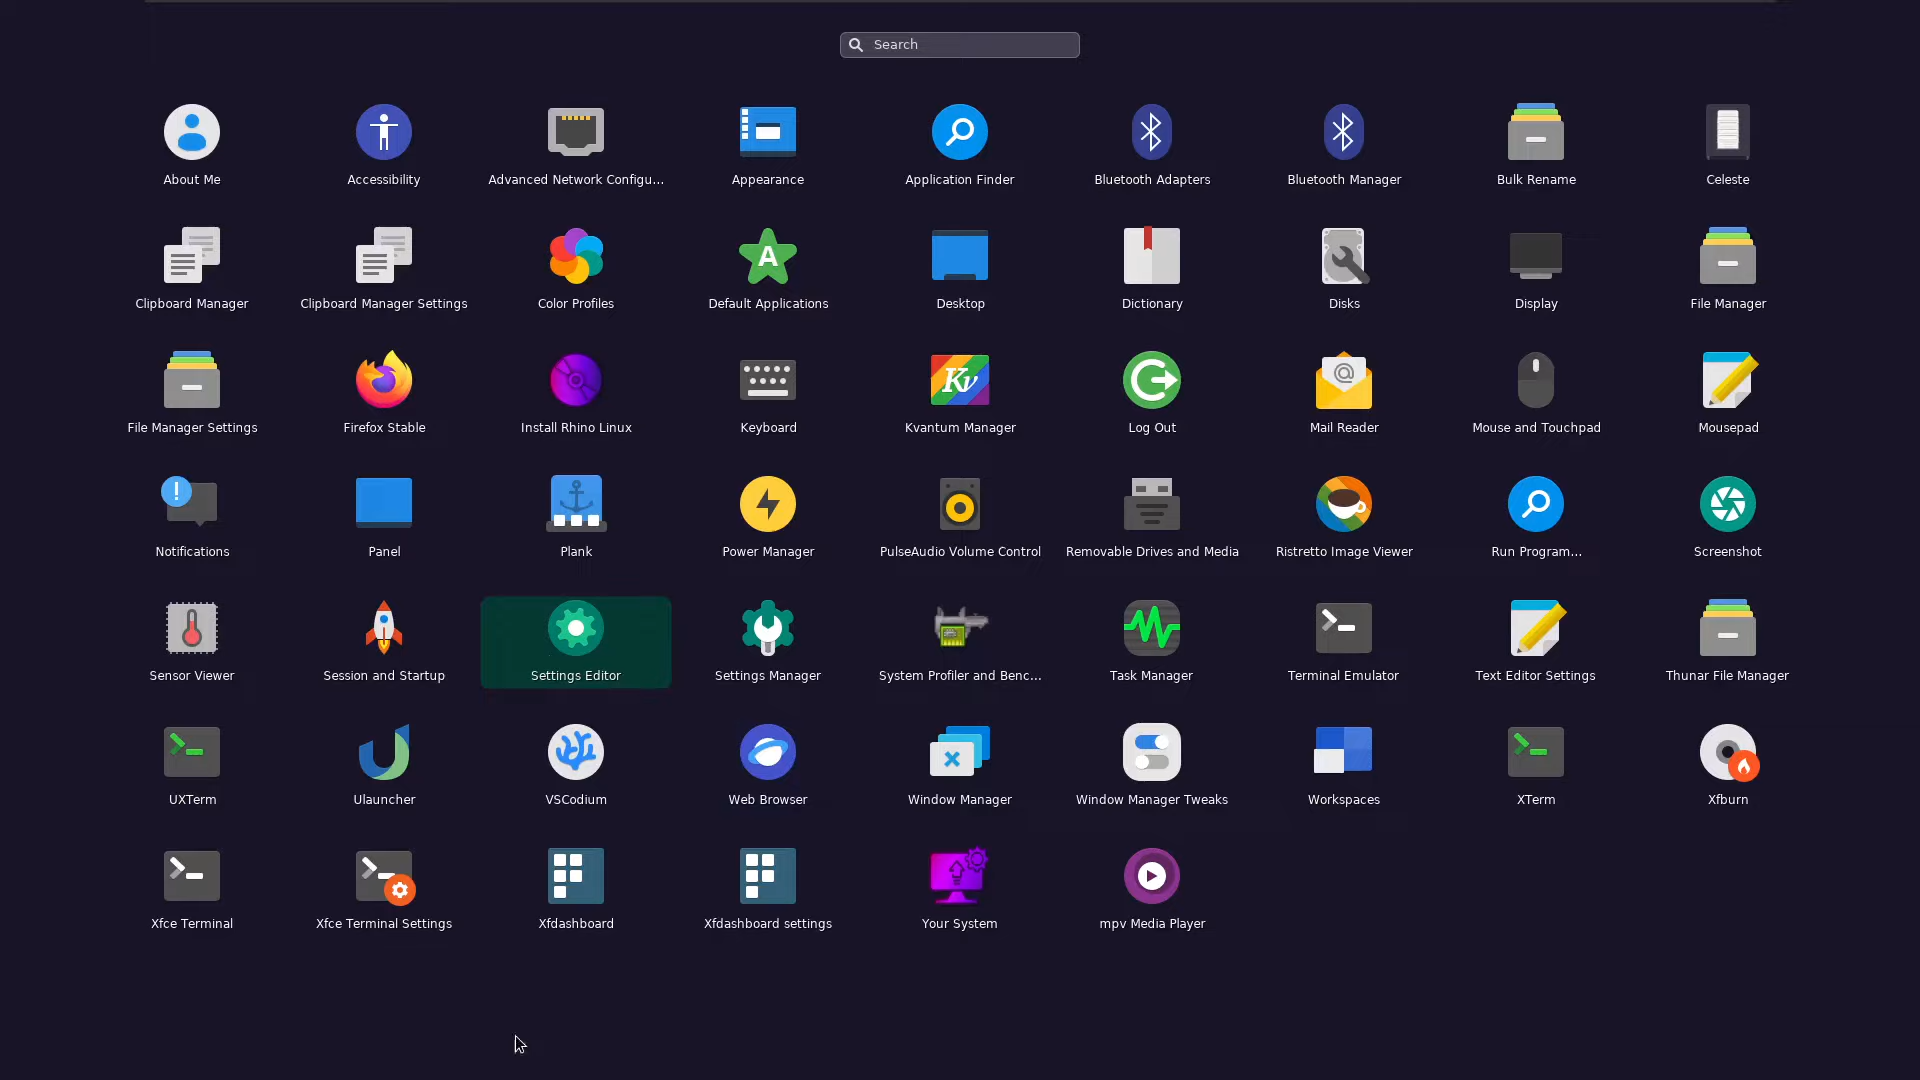 Search
About Me
Accessibility
Advanced Network Configu...
Appearance
Application Finder
Bluetooth Adapters
Bluetooth Manager
Bulk Rename
Celeste
Clipboard Manager
Clipboard Manager Settings
Color Profiles
A
Default Applications
Desktop
Dictionary
Disks
Display
File Manager
File Manager Settings
Firefox Stable
Install Rhino Linux
Keyboard
Kv
Kvantum Manager
Log Out
@
Mail Reader
Mouse and Touchpad
Mousepad
!
Notifications
Panel
Plank
Power Manager
PulseAudio Volume Control
Removable Drives and Media
Ristretto Image Viewer
Run Program...
Screenshot
Sensor Viewer
Session and Startup
Settings Editor
Settings Manager
System Profiler and Benc...
Task Manager
Terminal Emulator
Text Editor Settings
Thunar File Manager
UXTerm
Ulauncher
VSCodium
Web Browser
Window Manager
Window Manager Tweaks
Workspaces
XTerm
Xfburn
Xfce Terminal
Xfce Terminal Settings
Xfdashboard
Xfdashboard settings
Your System
mpv Media Player